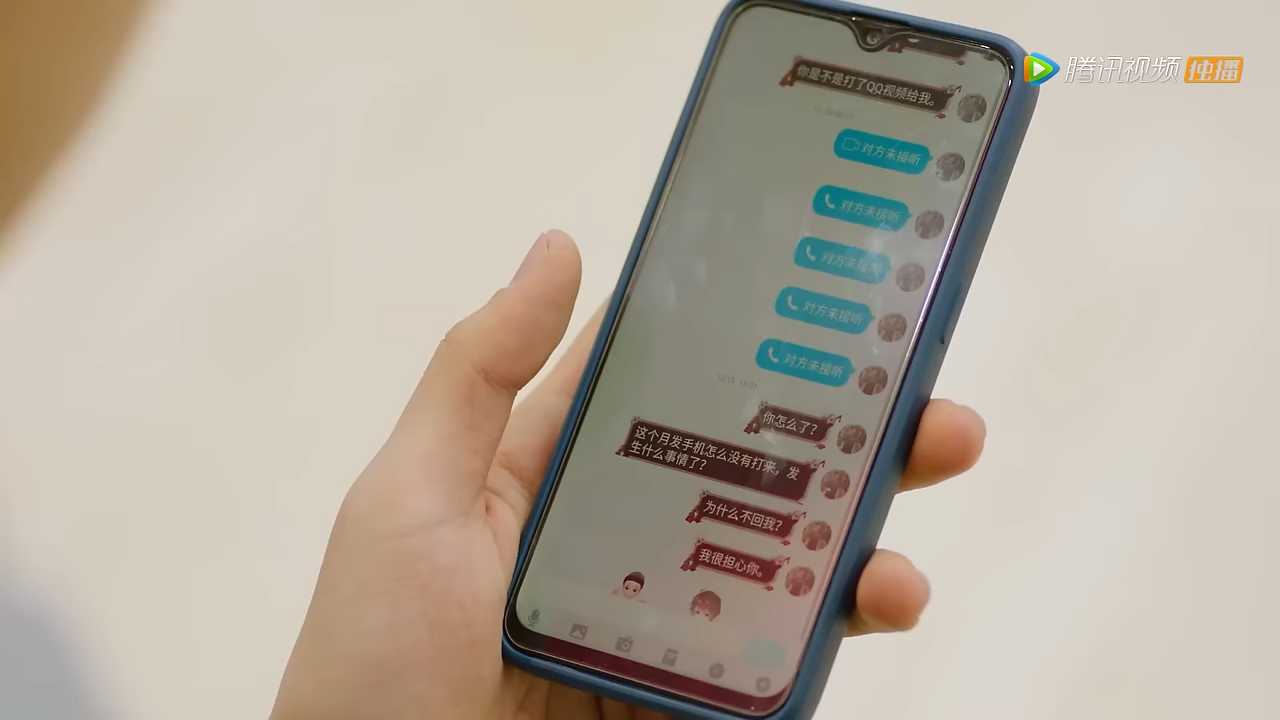 腾讯视频 独播
你是不是打了QQ视频给我。
对方未接听
对方未接听
对方未接听
对方未接听
对方未接听
你怎么了？
这个月发手机怎么没有打来，发
生什么事情了？
为什么不回我？
我很担心你。